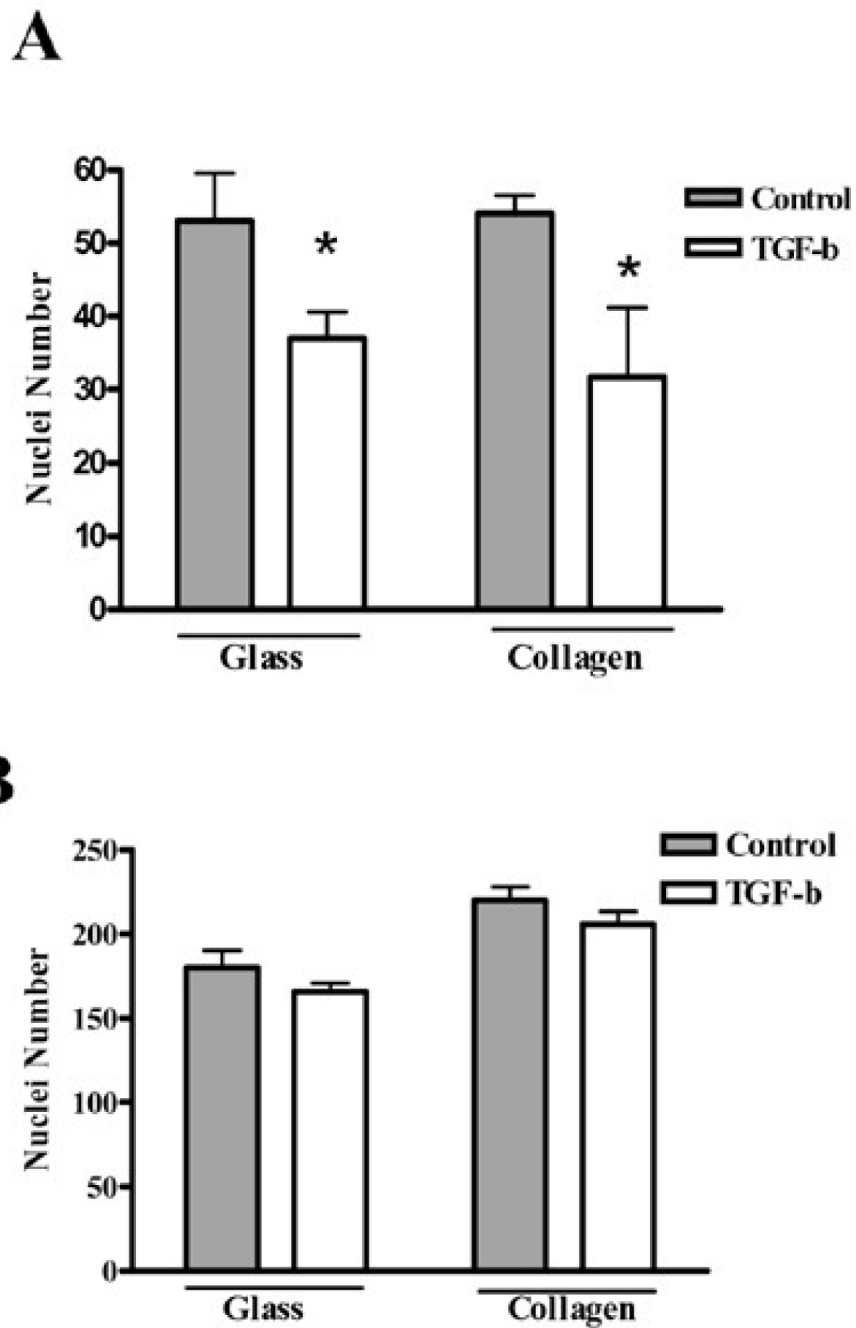 A
60
50
40
30
20
10
0
Nuclei Number
*
*
Control
TGF-b
Glass
Collagen
B
250
200
150
100
50
0
Nuclei Number
Control
TGF-b
Glass
Collagen